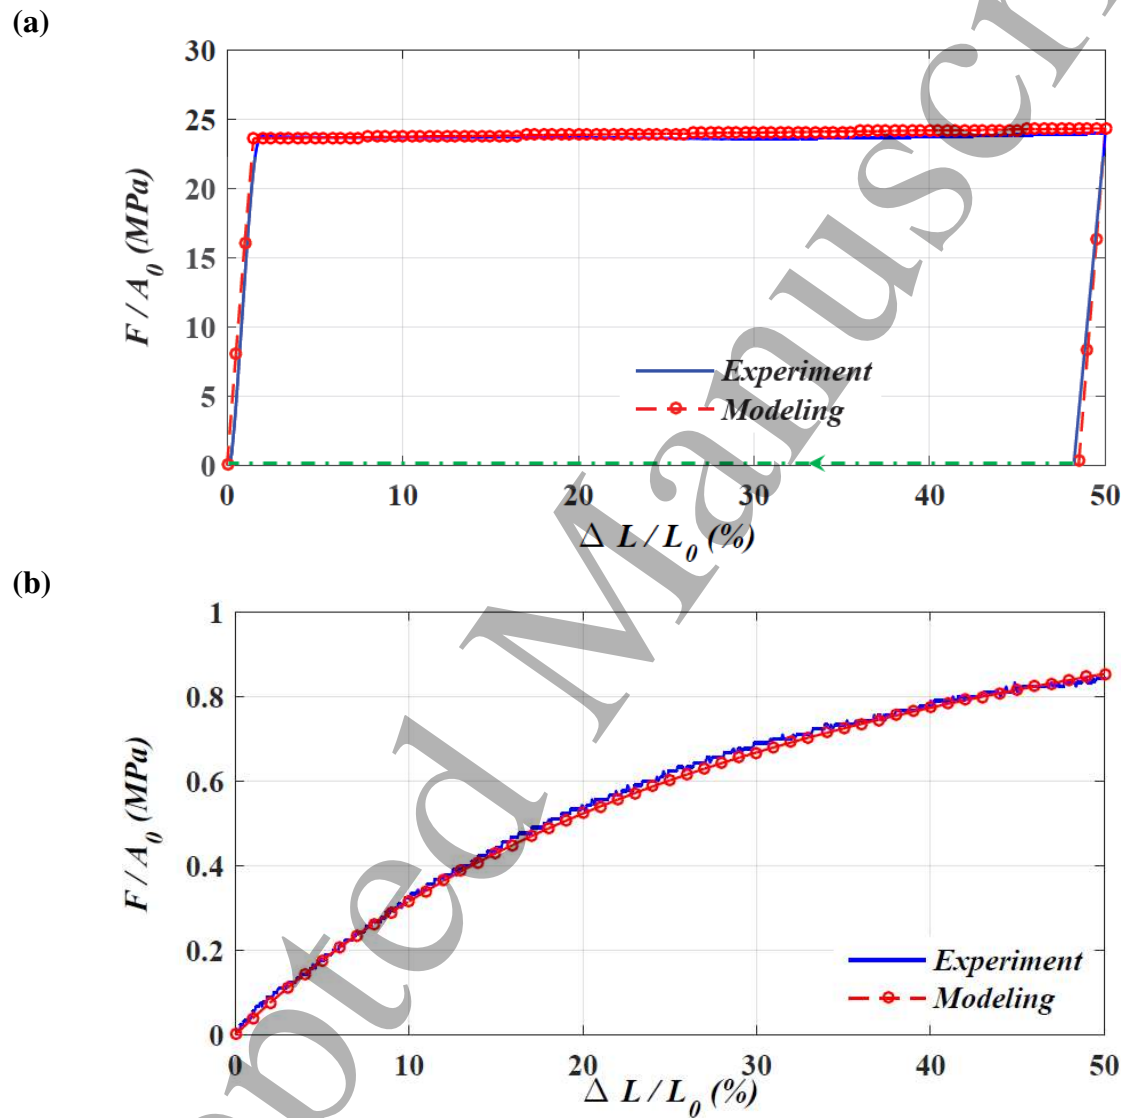 (a)
30
25
20
15
10
5
0
F / A0 (MPa)
Experiment
Modeling
0 10 20 30 40 50
Δ L / L0 (%)
(b)
1
0.8
0.6
0.4
0.2
0
F / A0 (MPa)
Experiment
Modeling
0 10 20 30 40 50
Δ L / L0 (%)
pted Manuscri